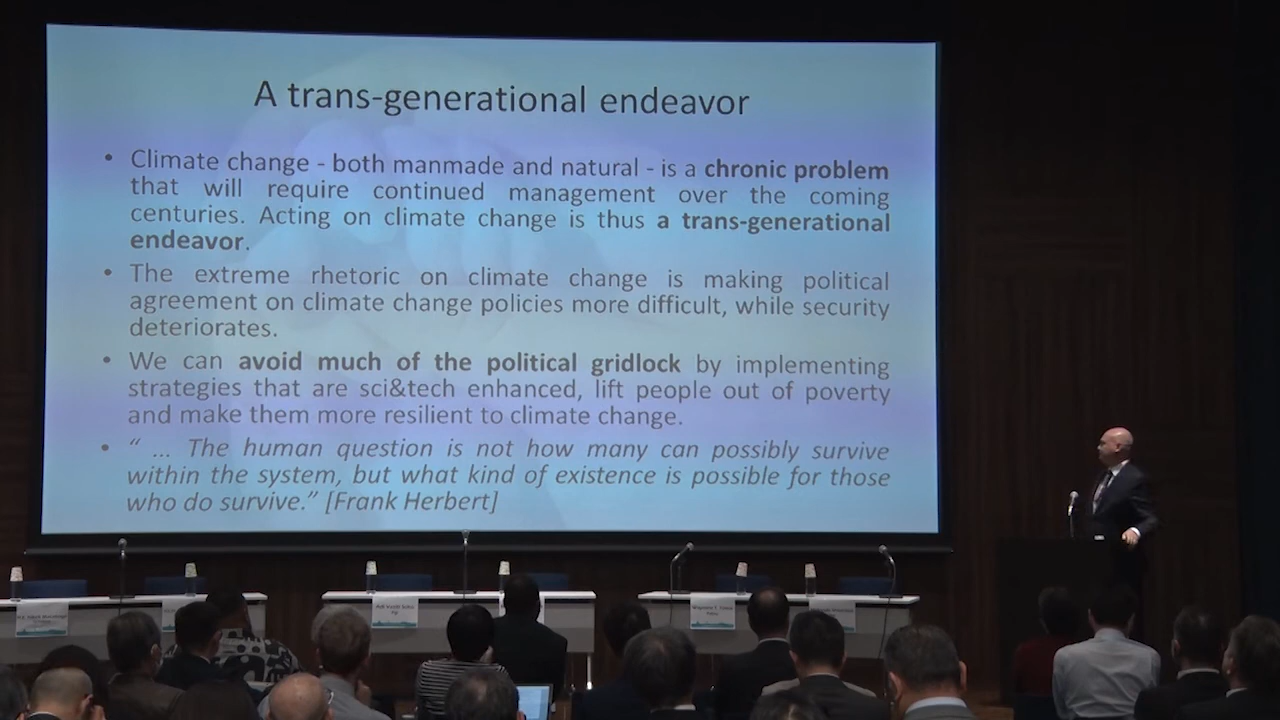 A trans-generational endeavor
• Climate change - both manmade and natural - is a chronic problem
that will require continued management over the coming
centuries. Acting on climate change is thus a trans-generational
endeavor.
• The extreme rhetoric on climate change is making political
agreement on climate change policies more difficult, while security
deteriorates.
• We can avoid much of the political gridlock by implementing
strategies that are sci&tech enhanced, lift people out of poverty
and make them more resilient to climate change.
• “ ... The human question is not how many can possibly survive
within the system, but what kind of existence is possible for those
who do survive.” [Frank Herbert]